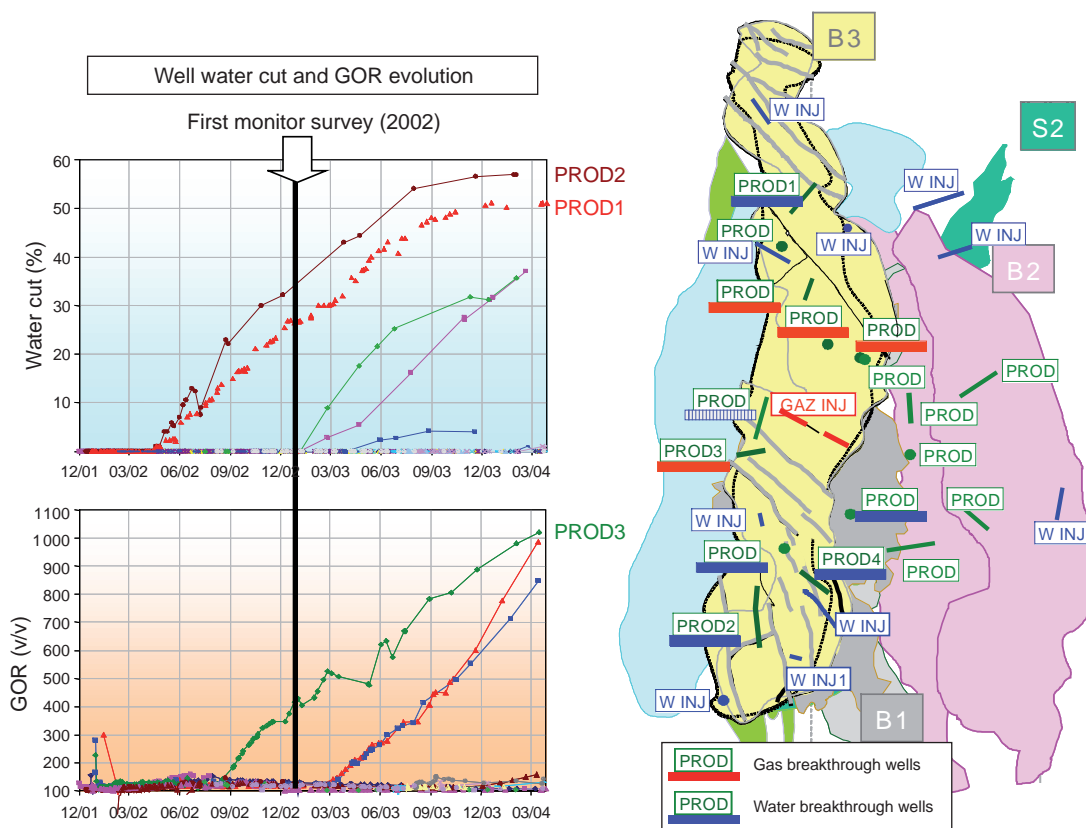 Well water cut and GOR evolution
First monitor survey (2002)
60
50
40
30
20
10
Water cut (%)
12/01 03/02 06/02 09/02 12/02 03/03 06/03 09/03 12/03 03/04
PROD2
PROD1
1100
1000
900
800
700
600
500
400
300
200
100
GOR (v/v)
12/01 03/02 06/02 09/02 12/02 03/03 06/03 09/03 12/03 03/04
PROD3
B3
S2
W INJ
W INJ
PROD1
PROD
W INJ
W INJ
W INJ
B2
PROD
PROD
PROD
PROD
PROD
PROD
GAZ INJ
PROD
PROD3
PROD
PROD
PROD
W INJ
W INJ
PROD
PROD4
PROD
PROD2
W INJ
W INJ1
W INJ
B1
PROD
Gas breakthrough wells
PROD
Water breakthrough wells